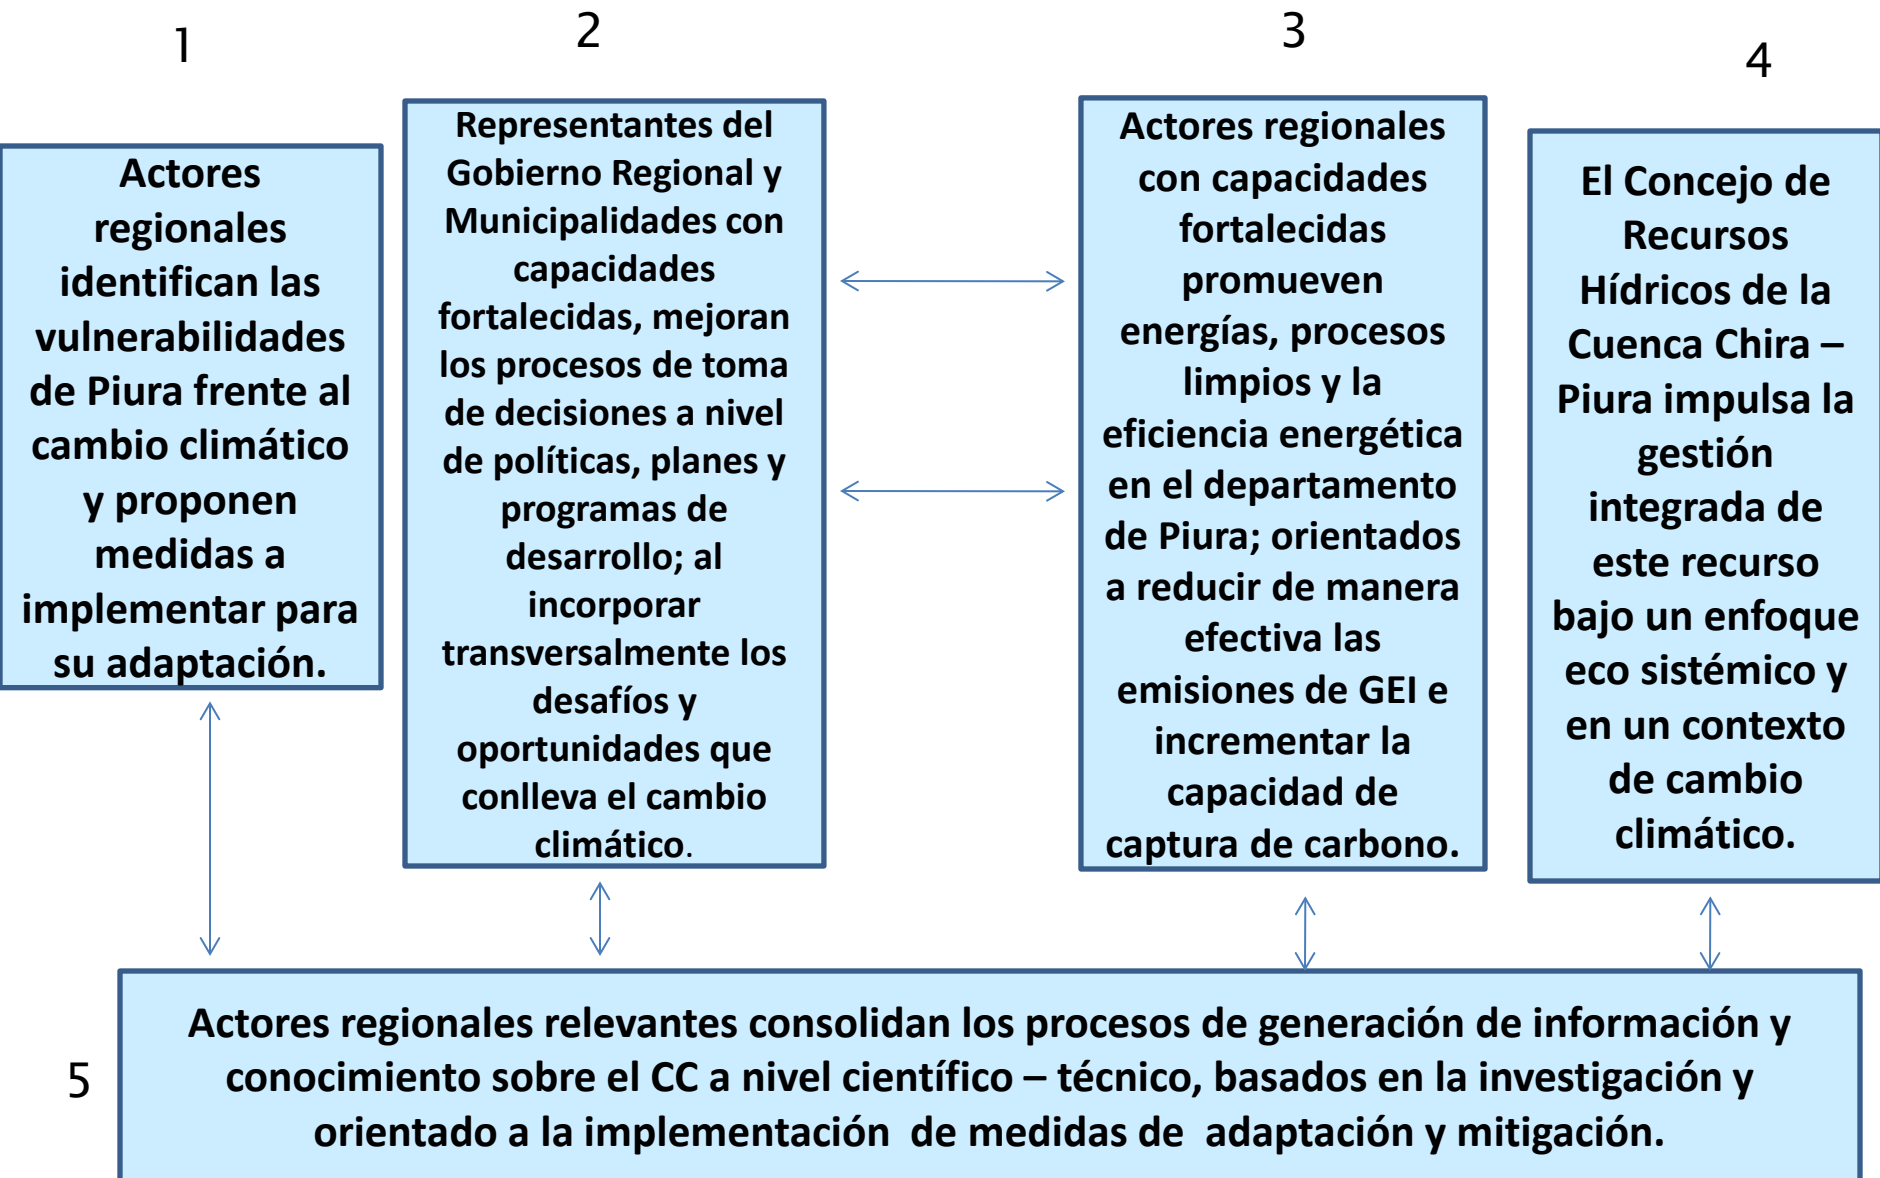 1
Actores
regionales
identifican las
vulnerabilidades
de Piura frente al
cambio climático
y proponen
medidas a
implementar para
su adaptación.
2
Representantes del
Gobierno Regional y
Municipalidades con
capacidades
fortalecidas, mejoran
los procesos de toma
de decisiones a nivel
de políticas, planes y
programas de
desarrollo; al
incorporar
transversalmente los
desafíos y
oportunidades que
conlleva el cambio
climático.
3
Actores regionales
con capacidades
fortalecidas
promueven
energías, procesos
limpios y la
eficiencia energética
en el departamento
de Piura; orientados
a reducir de manera
efectiva las
emisiones de GEI e
incrementar la
capacidad de
captura de carbono.
4
El Concejo de
Recursos
Hídricos de la
Cuenca Chira –
Piura impulsa la
gestión
integrada de
este recurso
bajo un enfoque
eco sistémico y
en un contexto
de cambio
climático.
5
Actores regionales relevantes consolidan los procesos de generación de información y
conocimiento sobre el CC a nivel científico – técnico, basados en la investigación y
orientado a la implementación de medidas de adaptación y mitigación.